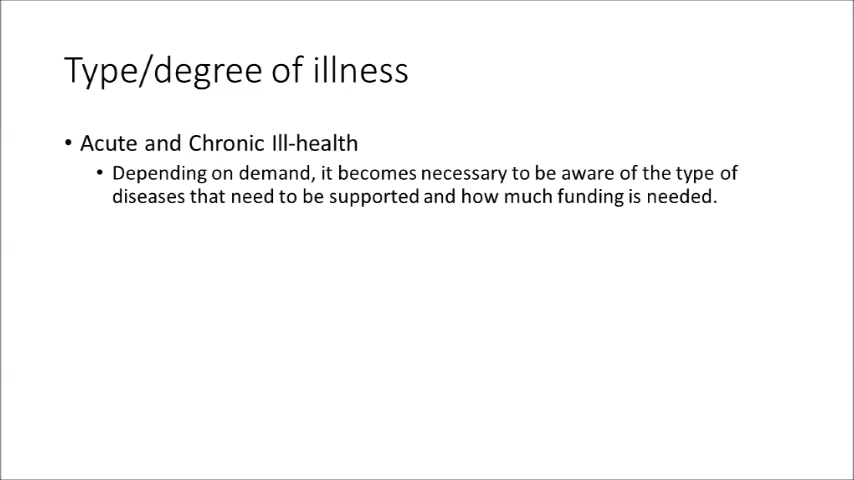 Type/degree of illness
• Acute and Chronic Ill-health
• Depending on demand, it becomes necessary to be aware of the type of
diseases that need to be supported and how much funding is needed.